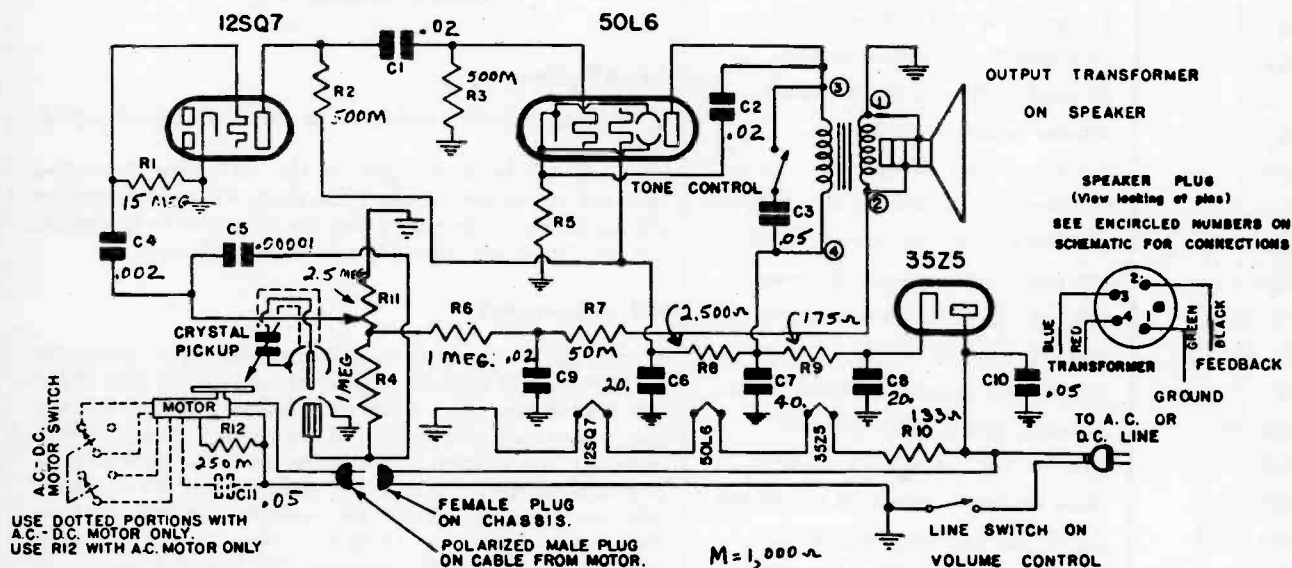 12SQ7
50L6
.02
C1
R2
500M
500M
R3
C2
.02
3
1
OUTPUT TRANSFORMER
ON SPEAKER
R1
15 MEG
TONE CONTROL
C3
.05
2
4
SPEAKER PLUG
(View looking at pins)
SEE ENCIRCLED NUMBERS ON
SCHEMATIC FOR CONNECTIONS
C4
.002
C5
.00001
R5
2.5 MEG
R11
35Z5
CRYSTAL
PICKUP
R6
1 MEG.
R7
50M
2,500Ω
175Ω
R8
R9
.02
C9
20.
C6
C7
40.
C8
20.
C10
.05
R4
1 MEG
2.
3
4
1
BLUE
RED
GREEN
BLACK
TRANSFORMER
FEEDBACK
GROUND
TO A.C. OR
D.C. LINE
MOTOR
R12
250M
C11
.05
A.C.-D.C.
MOTOR SWITCH
12SQ7
50L6
35Z5
133Ω
R10
FEMALE PLUG
ON CHASSIS.
POLARIZED MALE PLUG
ON CABLE FROM MOTOR.
USE DOTTED PORTIONS WITH
A.C.-D.C. MOTOR ONLY.
USE R12 WITH A.C. MOTOR ONLY
M=1,000Ω
LINE SWITCH ON
VOLUME CONTROL